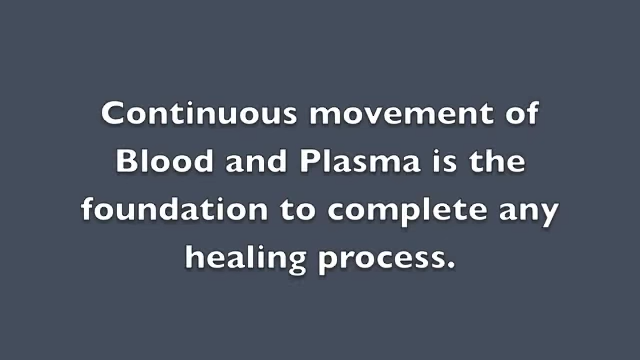 Continuous movement of
Blood and Plasma is the
foundation to complete any
healing process.